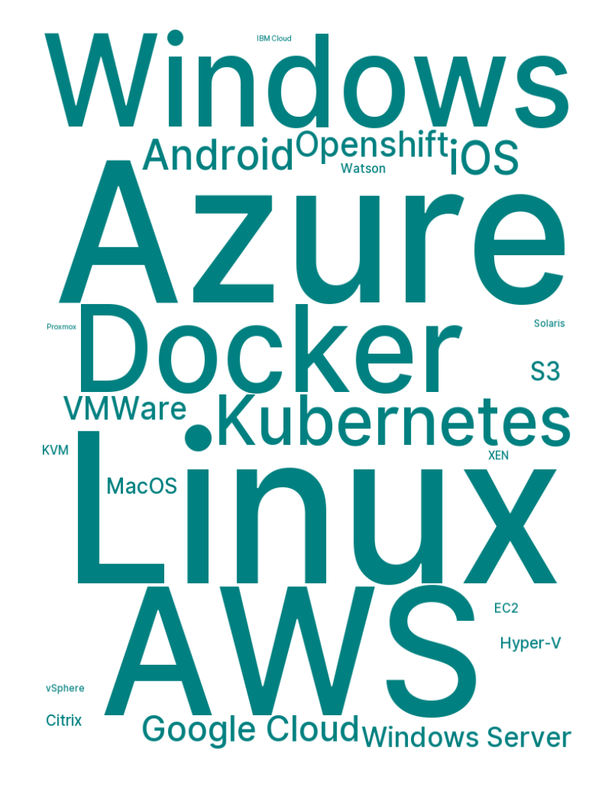 Windows
IBM Cloud
Android
Openshift
iOS
Watson
Azure
Docker
Proxmox
Solaris
S3
VMWare
Kubernetes
KVM
XEN
Linux
MacOS
AWS
EC2
Hyper-V
vSphere
Citrix
Google Cloud
Windows Server